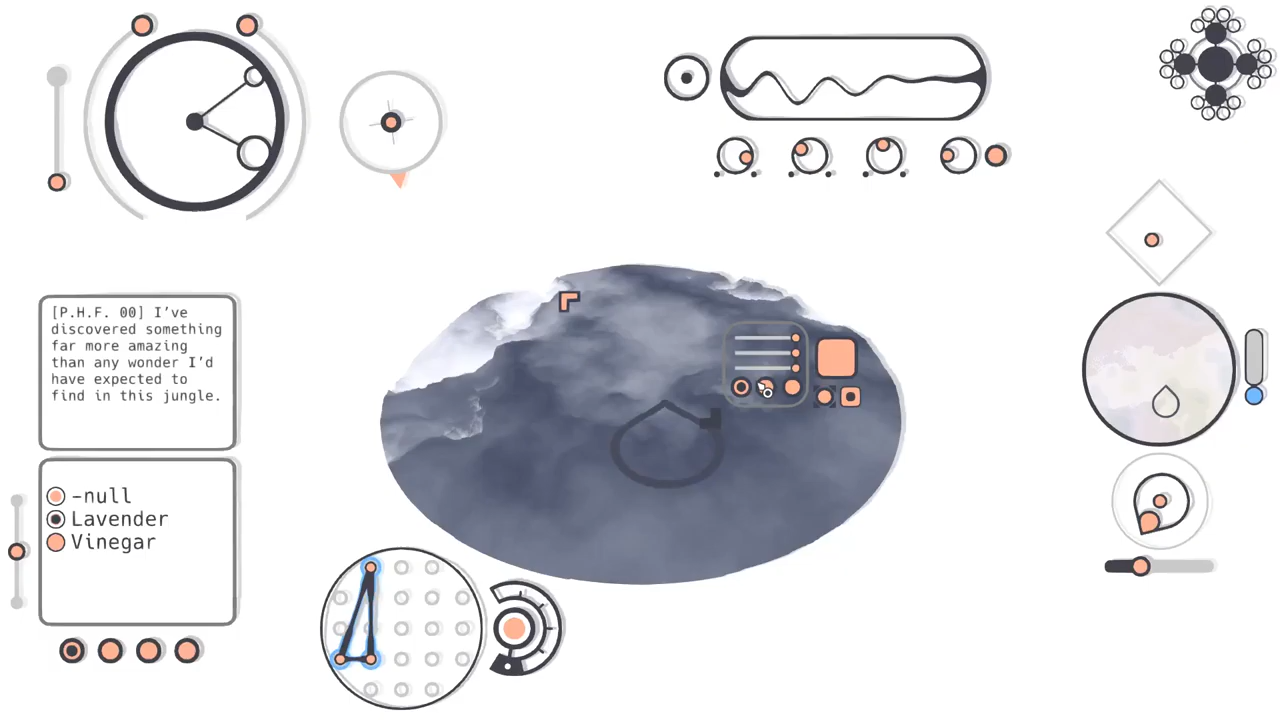 [P.H.F. 00] I’ve
discovered something
far more amazing
than any wonder I’d
have expected to
find in this jungle.
-null
Lavender
Vinegar